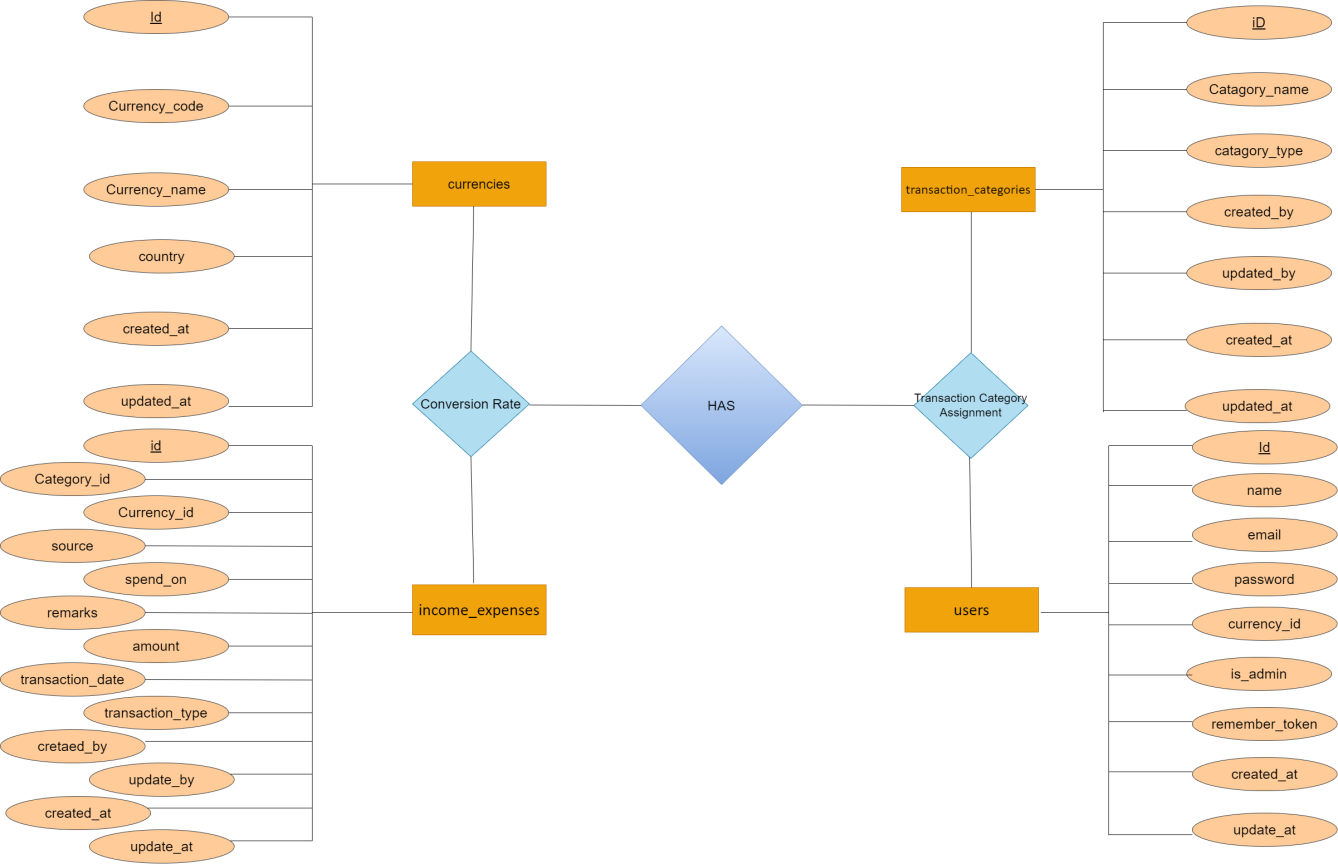 Id
Currency_code
Currency_name
country
created_at
updated_at
currencies
iD
Catagory_name
catagory_type
created_by
updated_by
created_at
updated_at
transaction_categories
Conversion Rate
HAS
Transaction Category
Assignment
id
Category_id
Currency_id
source
spend_on
remarks
amount
transaction_date
transaction_type
cretaed_by
update_by
created_at
update_at
income_expenses
users
Id
name
email
password
currency_id
is_admin
remember_token
created_at
update_at